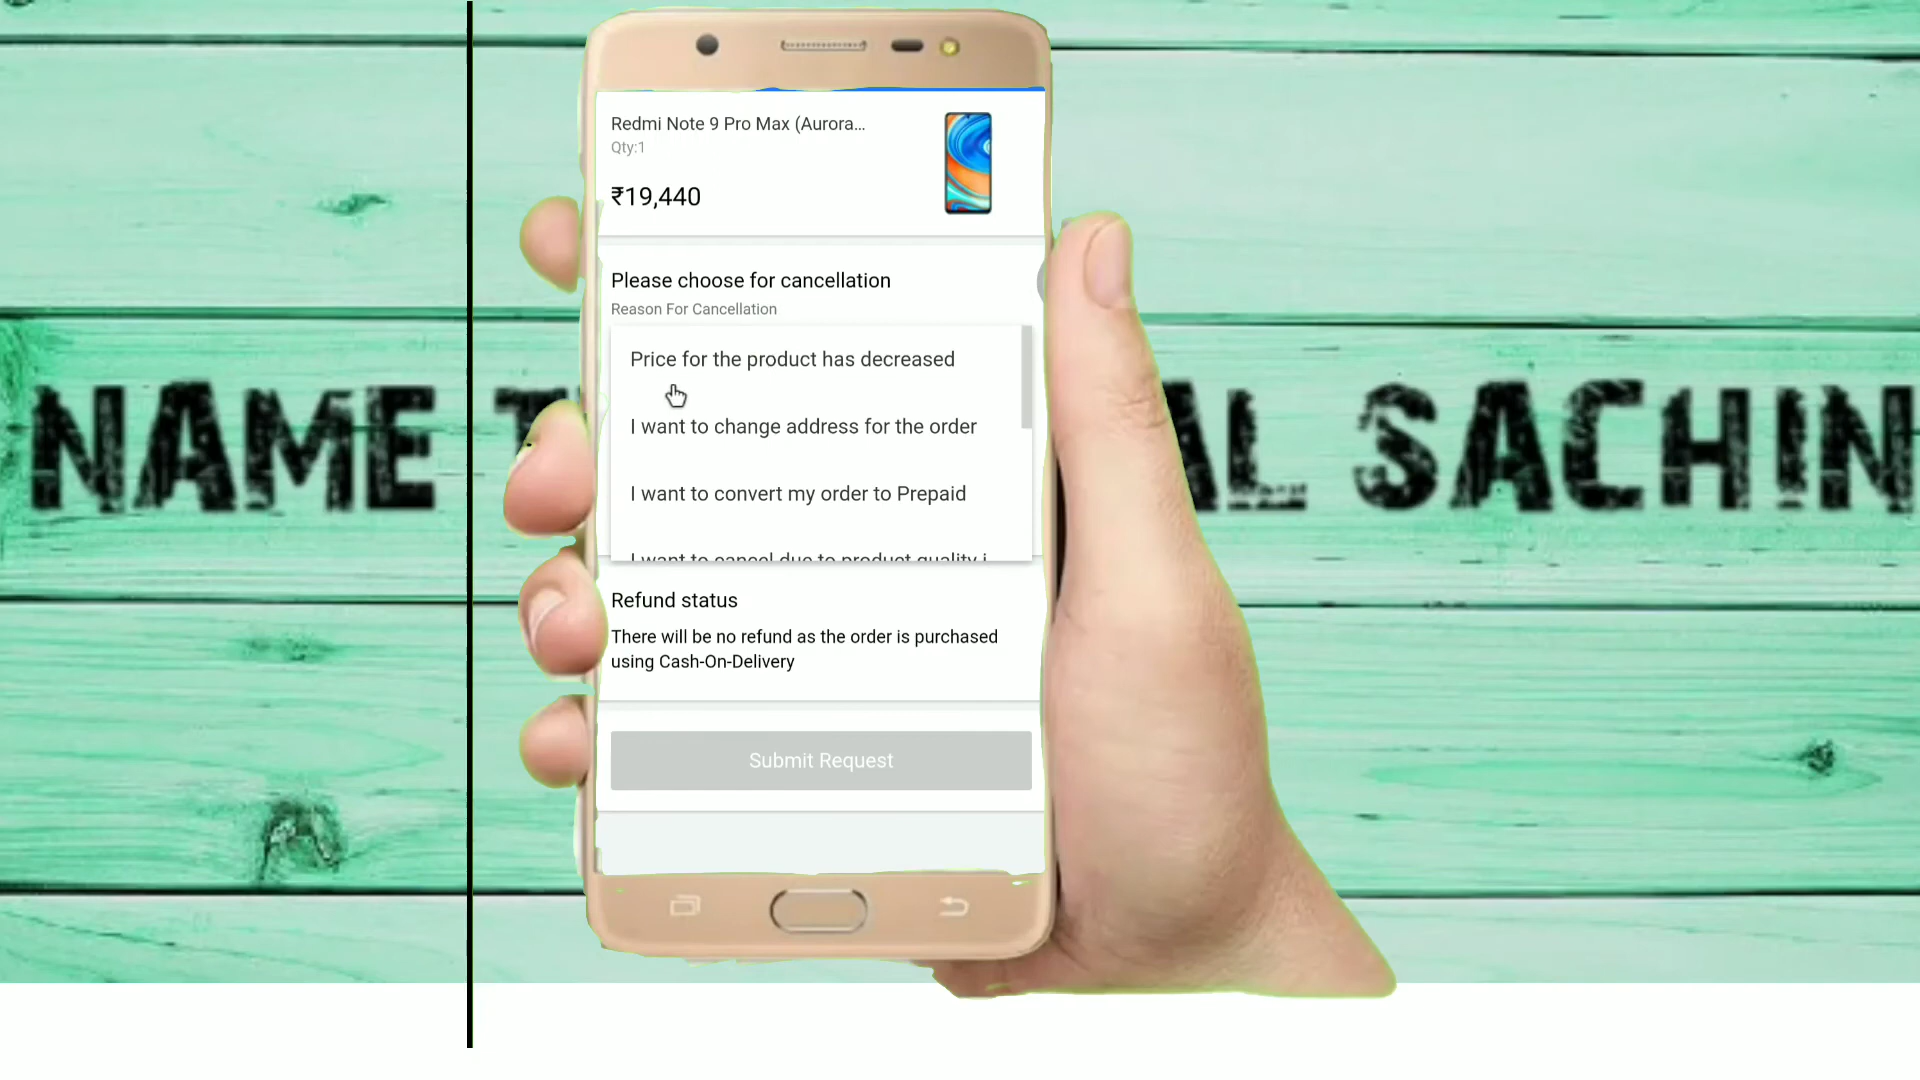 Redmi Note 9 Pro Max (Aurora...
Qty:1
₹19,440
Please choose for cancellation
Reason For Cancellation
Price for the product has decreased
I want to change address for the order
I want to convert my order to Prepaid
I want to cancel due to product quality i
NAME AL SACHIN
Refund status
There will be no refund as the order is purchased
using Cash-On-Delivery
Submit Request